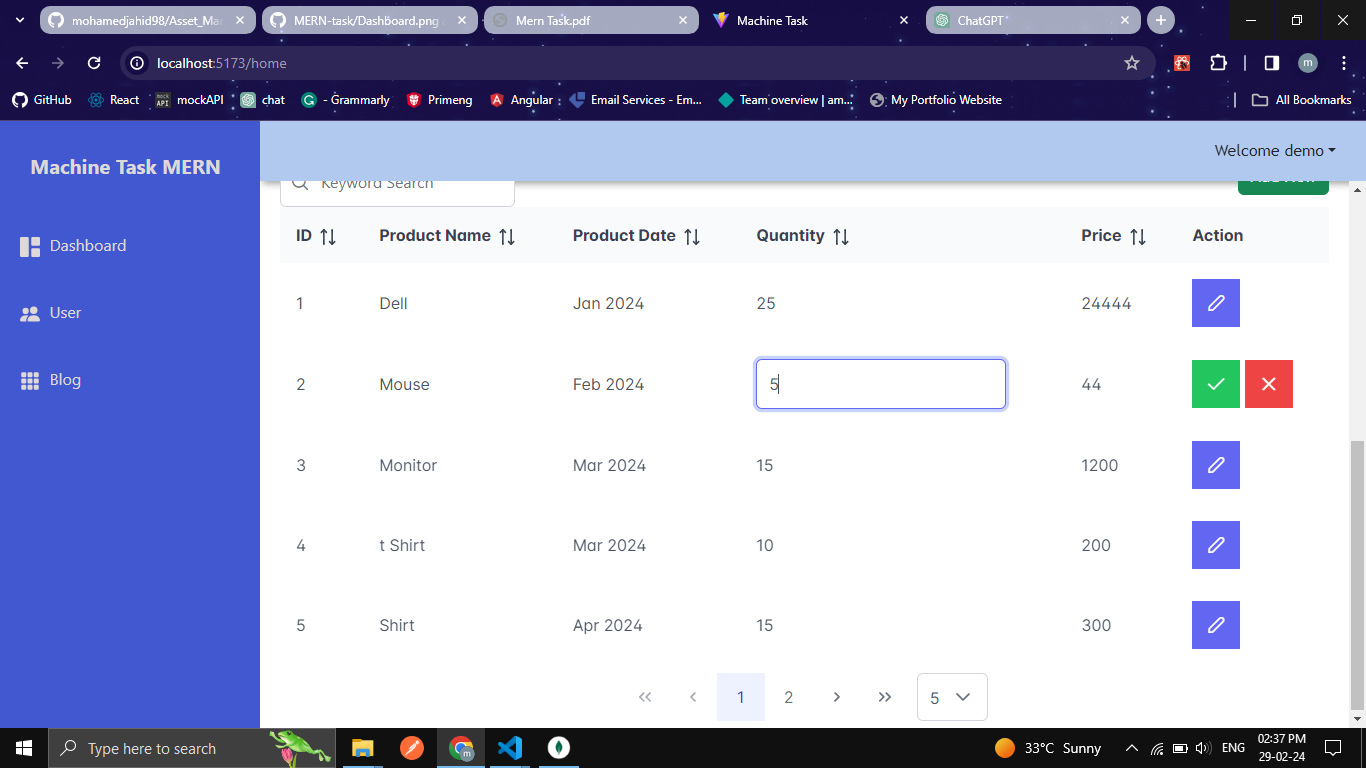 mohamedjahid98/Asset_Ma
MERN-task/Dashboard.png
Mern Task.pdf
Machine Task
ChatGPT
localhost:5173/home
m
GitHub
React
mock API
mockAPI
chat
- Grammarly
Primeng
Angular
Email Services - Em...
Team overview | am...
My Portfolio Website
All Bookmarks
Machine Task MERN
Welcome demo
Dashboard
User
Blog
Keyword Search
ID Product Name Product Date Quantity Price Action
1 Dell Jan 2024 25 24444
2 Mouse Feb 2024 5 44
3 Monitor Mar 2024 15 1200
4 t Shirt Mar 2024 10 200
5 Shirt Apr 2024 15 300
1 2 5
Type here to search
m
33°C Sunny
ENG
02:37 PM
29-02-24